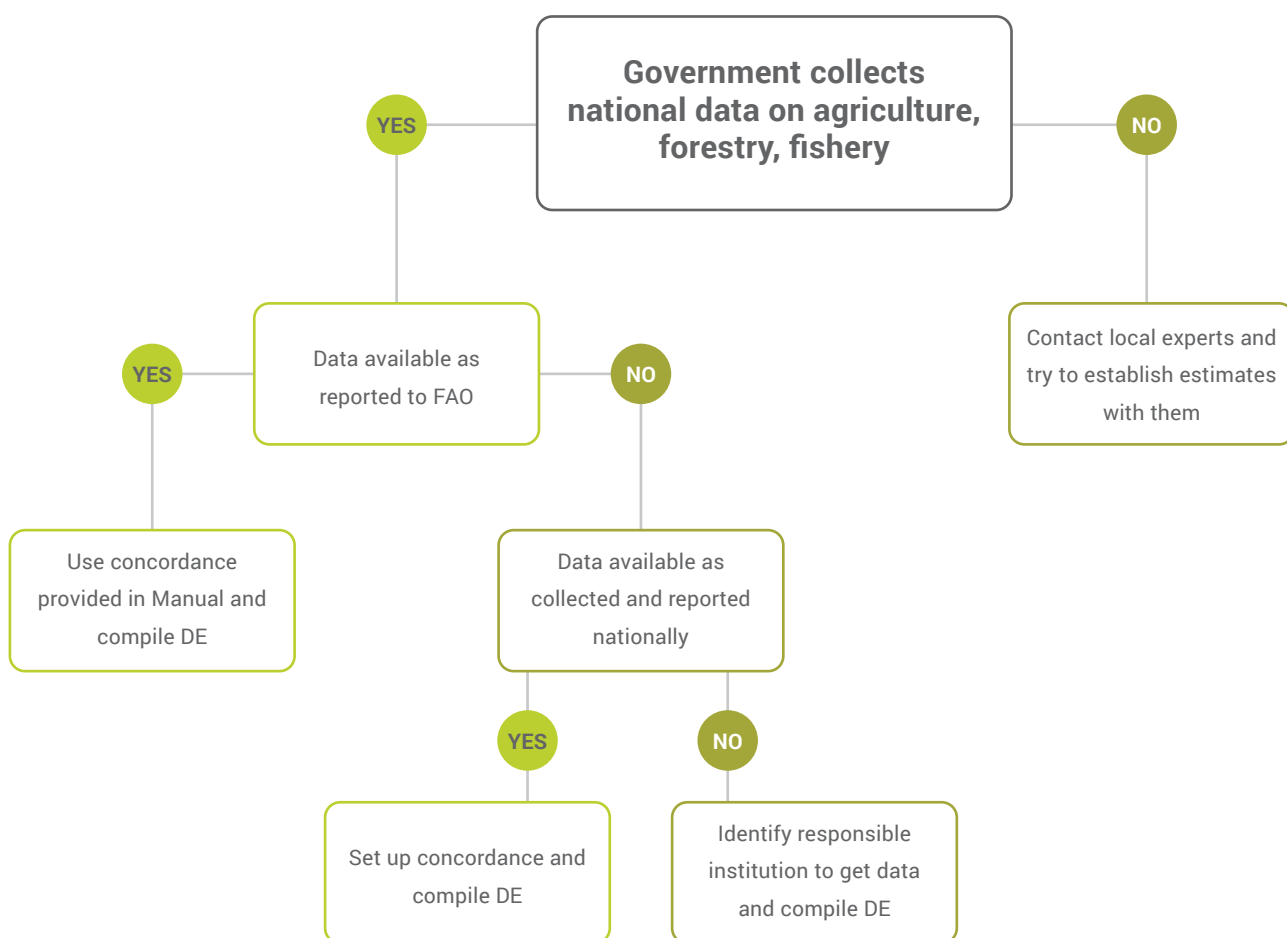 Government collects
national data on agriculture,
forestry, fishery
YES
NO
Data available as
reported to FAO
Contact local experts and
try to establish estimates
with them
YES
NO
Use concordance
provided in Manual and
compile DE
Data available as
collected and reported
nationally
YES
NO
Set up concordance and
compile DE
Identify responsible
institution to get data
and compile DE